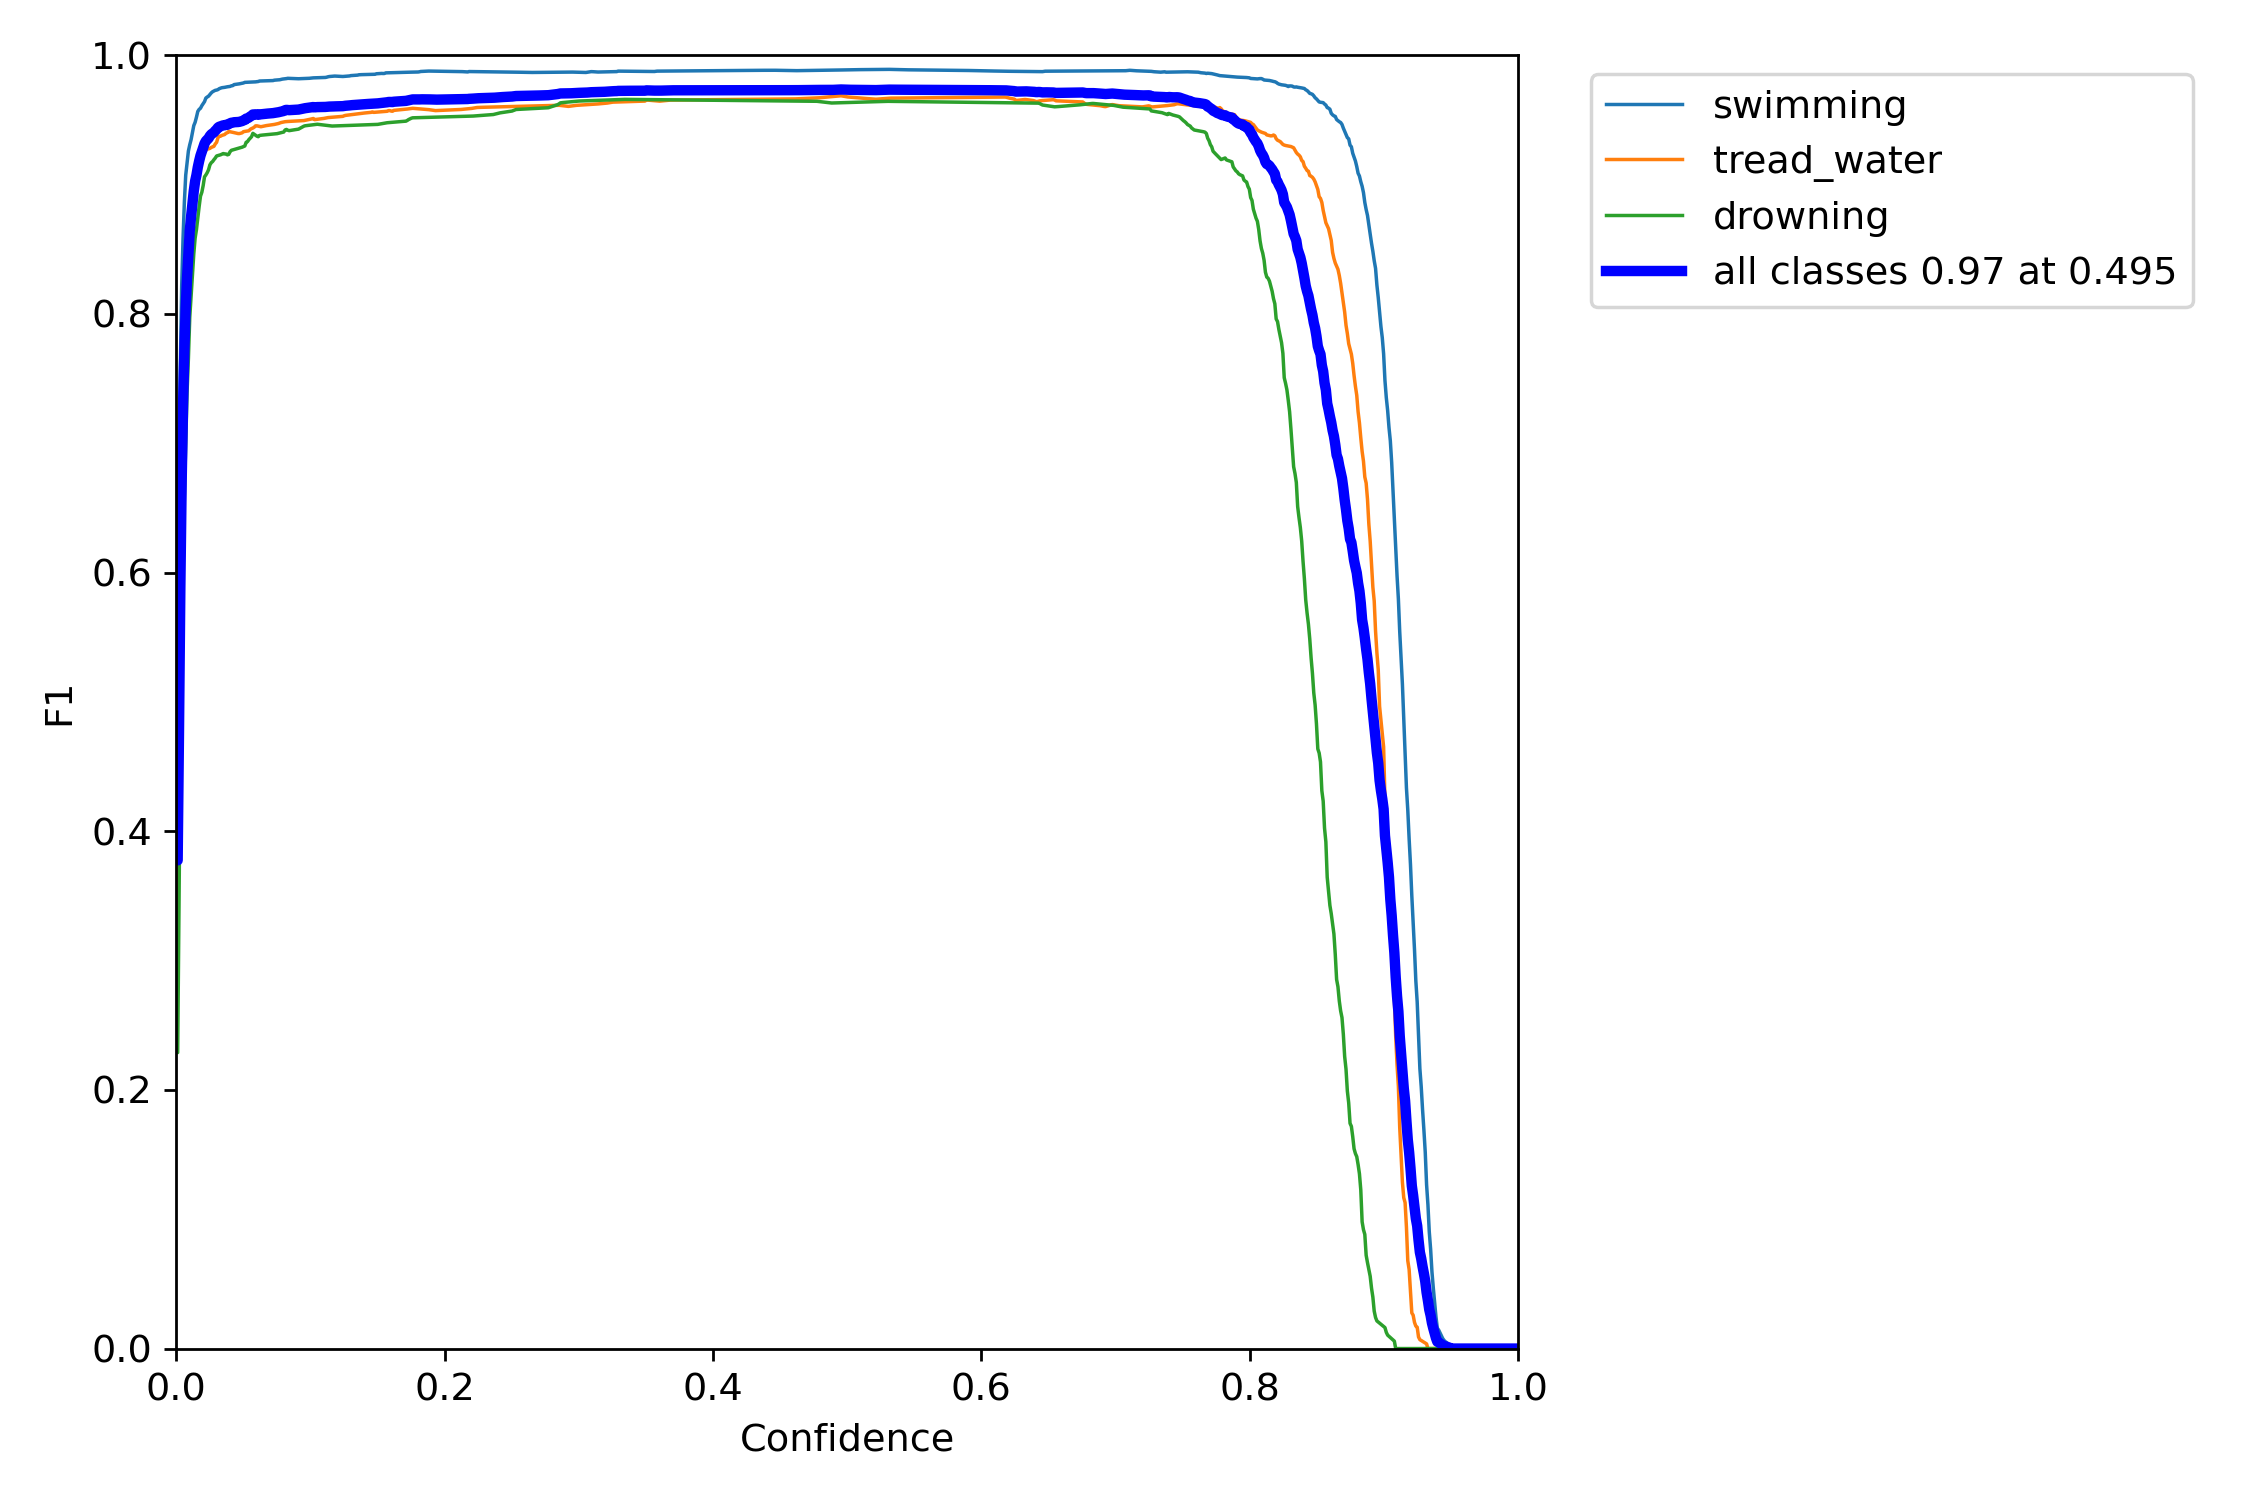 swimming
tread_water
drowning
all classes 0.97 at 0.495
F1
1.0
0.8
0.6
0.4
0.2
0.0
0.0 0.2 0.4 0.6 0.8 1.0
Confidence